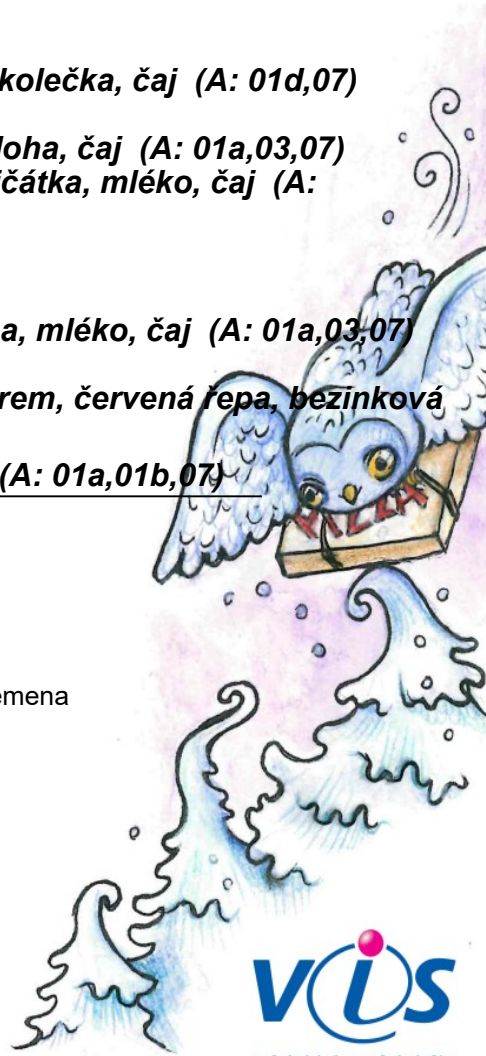 kolečka, čaj (A: 01d,07)
loha, čaj (A: 01a,03,07)
čátka, mléko, čaj (A:
a, mléko, čaj (A: 01a,03,07)
rem, červená řepa, bezinková
(A: 01a,01b,07)
PIZZA
emena
VIS